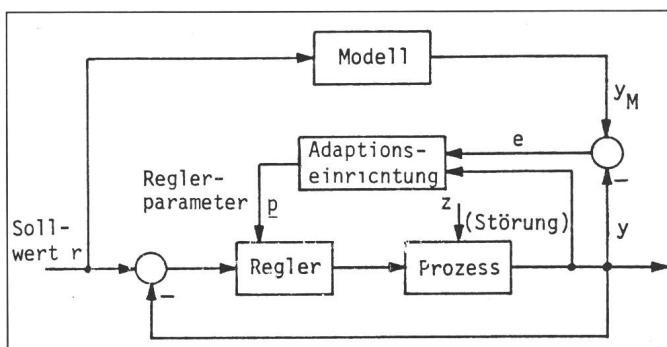 Modell
y_M
e
Adaptions-
einrichtung
Regler-
parameter
p
z
(Störung)
Soll-
wert r
y
Regler
Prozess